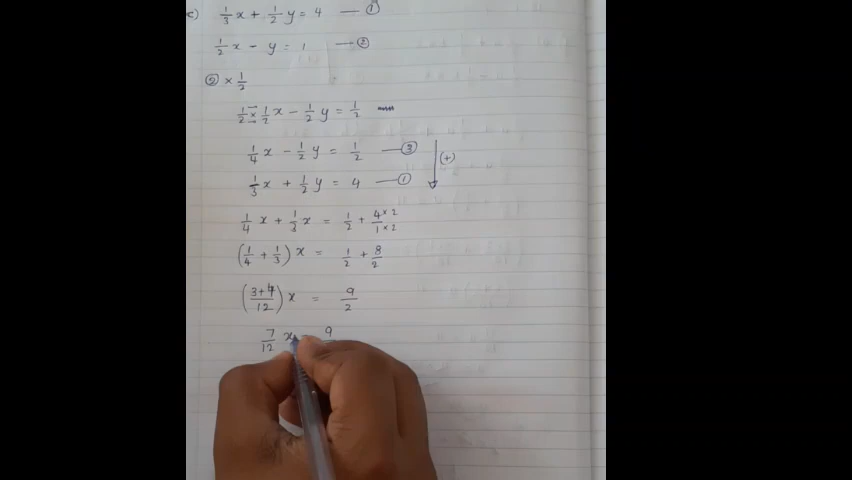 c) 1/3 x + 1/2 y = 4 — ①
1/2 x - y = 1 — ②
② × 1/2
1/2 × 1/2 x - 1/2 y = 1/2
1/4 x - 1/2 y = 1/2 — ③ (+)
1/3 x + 1/2 y = 4 — ①
1/4 x + 1/3 x = 1/2 + 4 × 2 / 1 × 2
(1/4 + 1/3) x = 1/2 + 8/2
(3+4 / 12) x = 9/2
7/12 x = 9